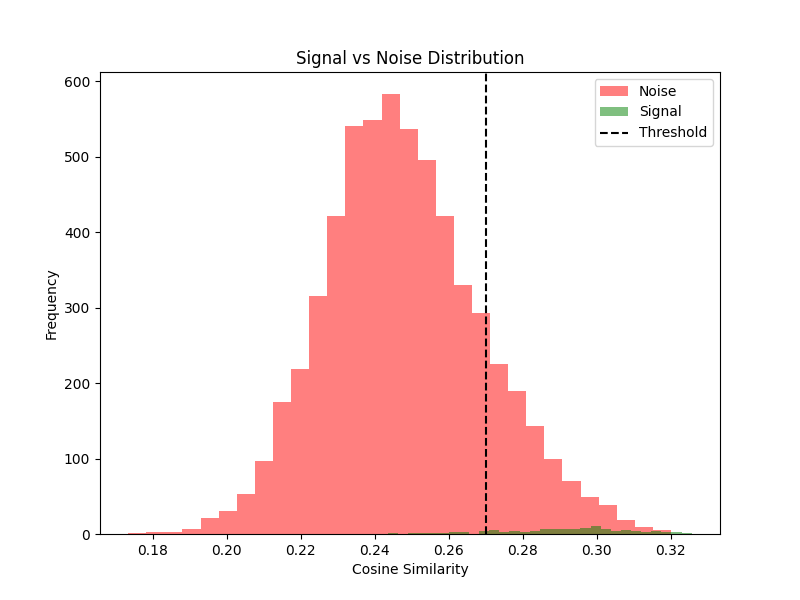 Signal vs Noise Distribution
Noise
Signal
Threshold
Frequency
600
500
400
300
200
100
0
0.18 0.20 0.22 0.24 0.26 0.28 0.30 0.32
Cosine Similarity